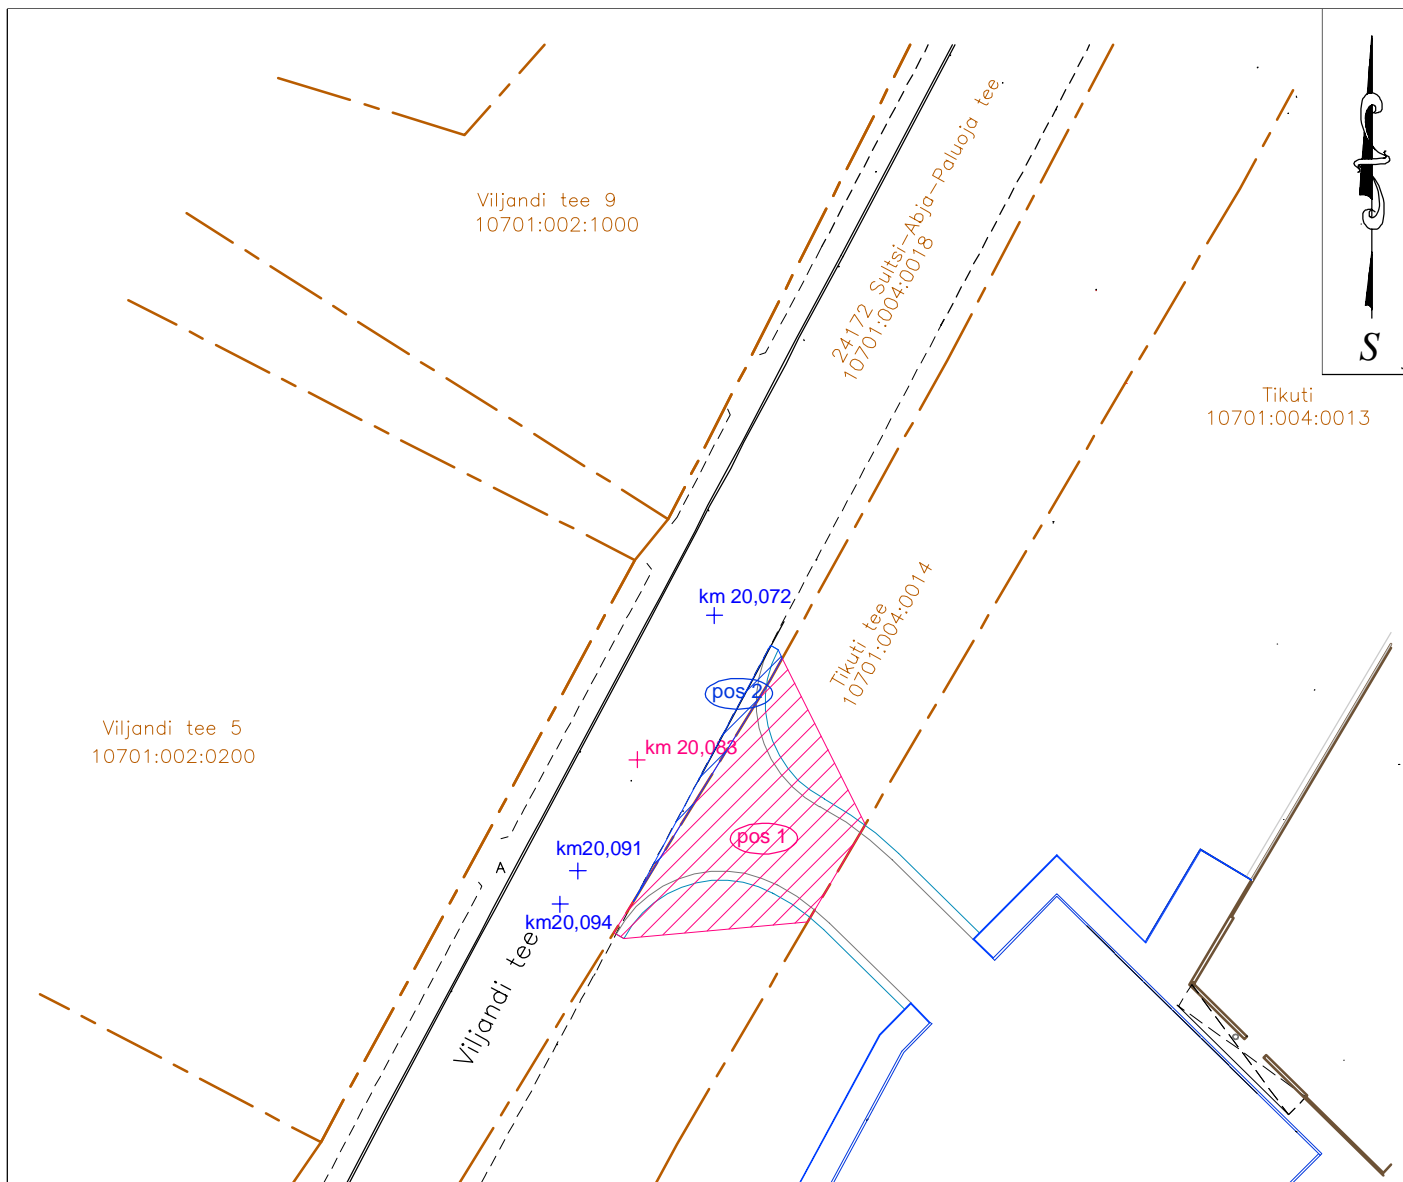 Viljandi tee 9
10701:002:1000
24172 Sultsi-Abja-Paluoja tee
10701:004:0018
S
Tikuti
10701:004:0013
km 20,072
Tikuti tee
10701:004:0014
pos 2
Viljandi tee 5
10701:002:0200
km 20,083
pos 1
km20,091
A
km20,094
Viljandi tee